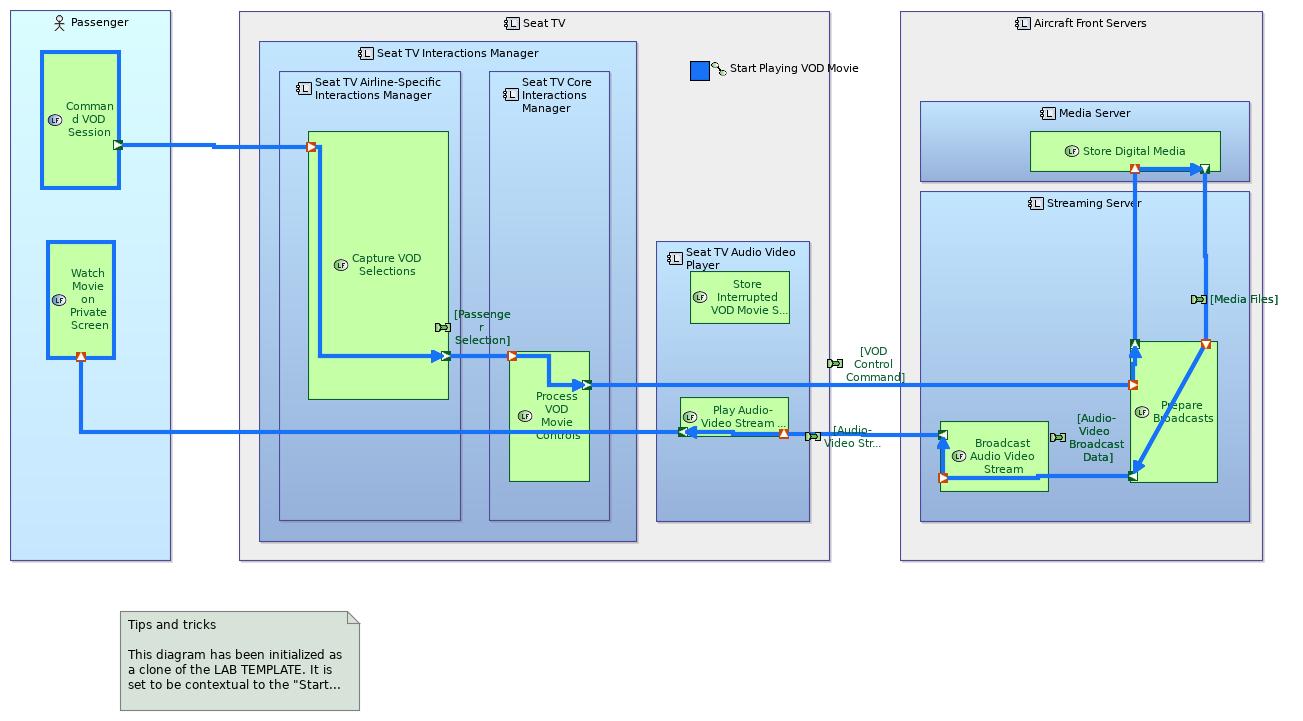 Passenger
Comman
d VOD
Session
Watch
Movie
on
Private
Screen
Seat TV
Seat TV Interactions Manager
Seat TV Airline-Specific
Interactions Manager
Capture VOD
Selections
[Passenge
r
Selection]
Seat TV Core
Interactions
Manager
Process
VOD
Movie
Controls
Start Playing VOD Movie
Seat TV Audio Video
Player
Store
Interrupted
VOD Movie S...
Play Audio-
Video Stream ...
[VOD
Control
Command]
[Audio-
Video Str...
Aircraft Front Servers
Media Server
Store Digital Media
Streaming Server
[Media Files]
Prepare
Broadcasts
[Audio-
Video
Broadcast
Data]
Broadcast
Audio Video
Stream
Tips and tricks
This diagram has been initialized as
a clone of the LAB TEMPLATE. It is
set to be contextual to the "Start...